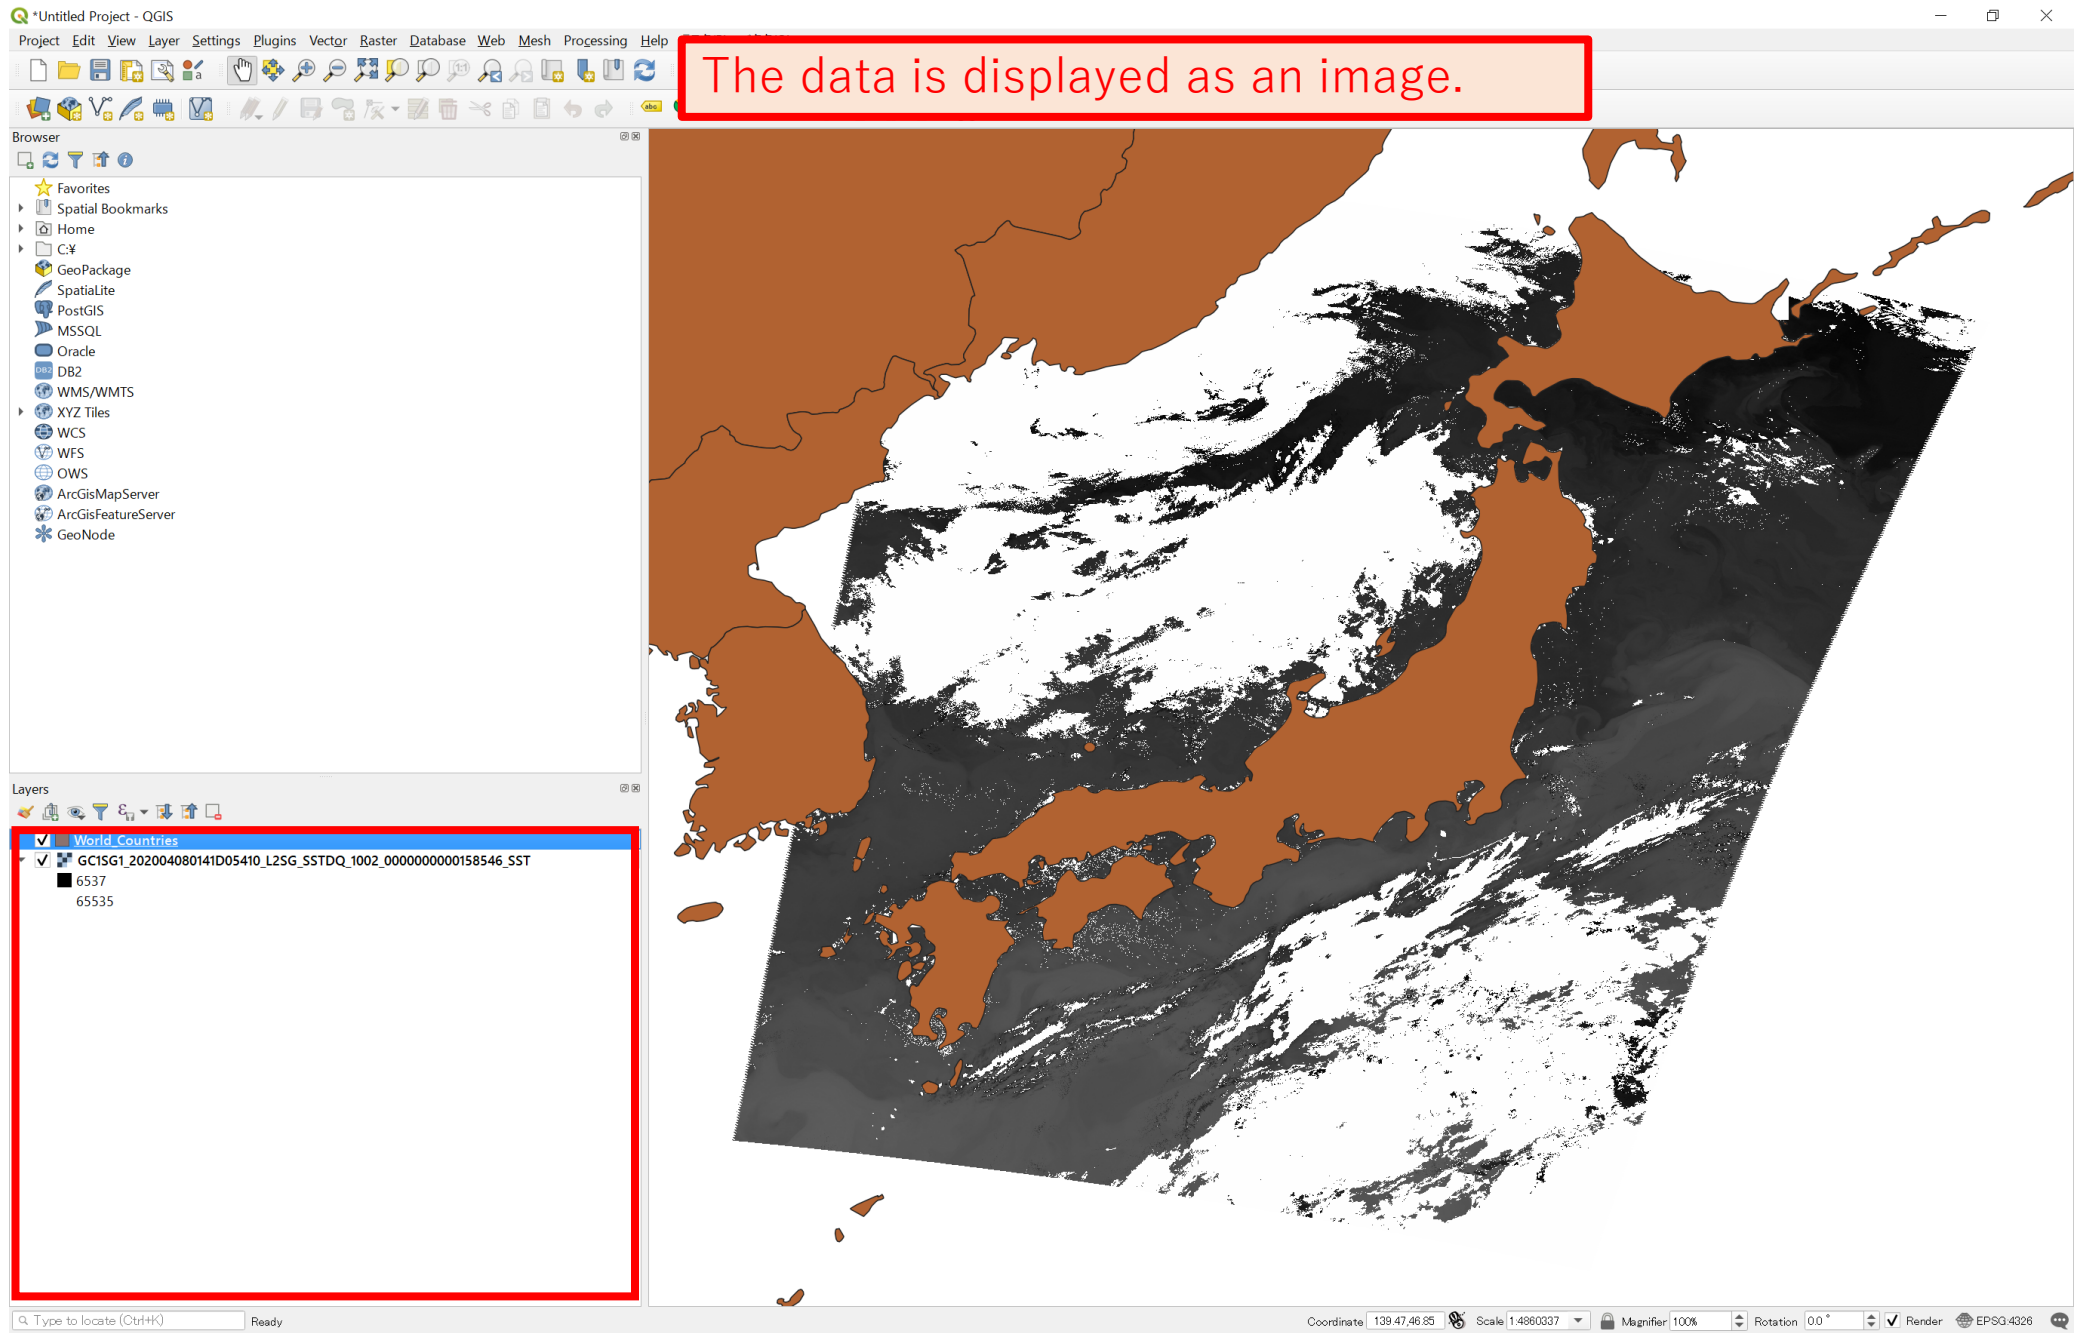 *Untitled Project - QGIS
Project Edit View Layer Settings Plugins Vector Raster Database Web Mesh Processing Help
The data is displayed as an image.
abc
Browser
Favorites
Spatial Bookmarks
Home
C:¥
GeoPackage
SpatiaLite
PostGIS
MSSQL
Oracle
DB2
WMS/WMTS
XYZ Tiles
WCS
WFS
OWS
ArcGisMapServer
ArcGisFeatureServer
GeoNode
Layers
World_Countries
GC1SG1_202004080141D05410_L2SG_SSTDQ_1002_0000000000158546_SST
6537
65535
Type to locate (Ctrl+K) Ready Coordinate 139.47,46.85 Scale 1:4860337 Magnifier 100% Rotation 0.0 ° Render EPSG:4326